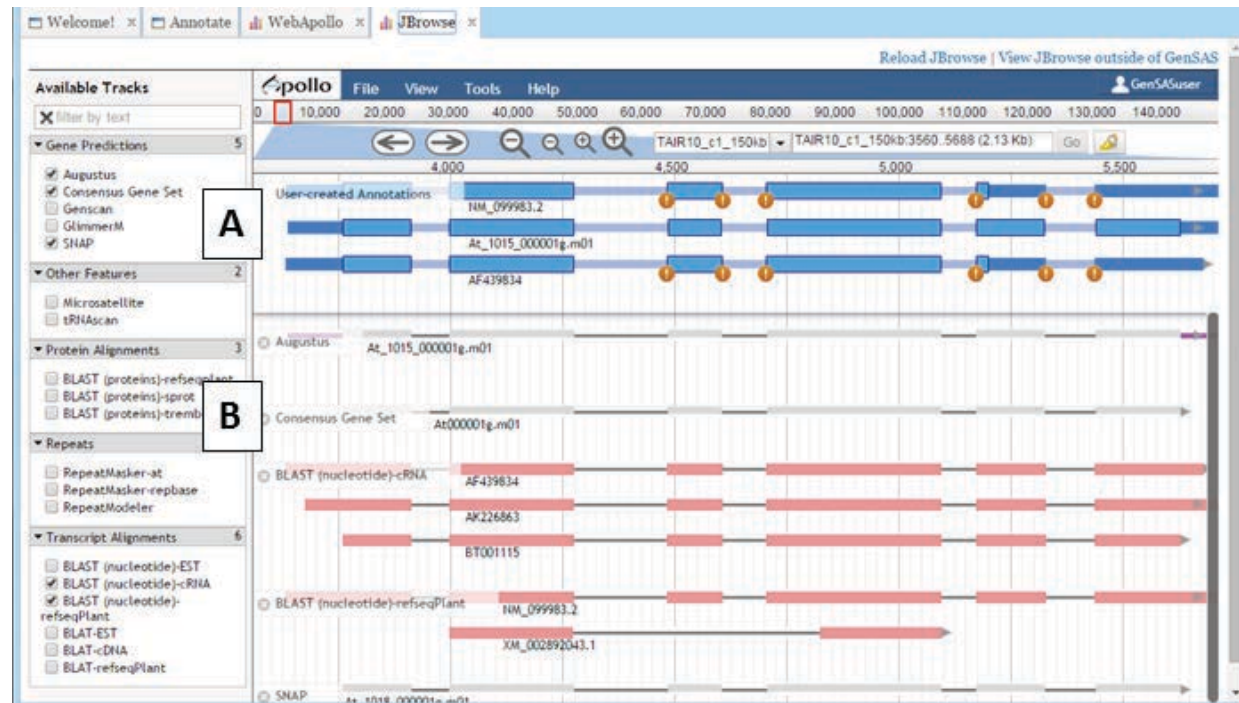 Welcome! × Annotate WebApollo × JBrowse ×
Reload JBrowse | View JBrowse outside of GenSAS
Available Tracks
filter by text
Gene Predictions 5
Augustus
Consensus Gene Set
Genscan
GlimmerM
SNAP
Other Features 2
Microsatellite
tRNAscan
Protein Alignments 3
BLAST (proteins)-refseqplant
BLAST (proteins)-sprot
BLAST (proteins)-tremb
Repeats
RepeatMasker-at
RepeatMasker-repbase
RepeatModeler
Transcript Alignments 6
BLAST (nucleotide)-EST
BLAST (nucleotide)-cRNA
BLAST (nucleotide)-
refseqPlant
BLAT-EST
BLAT-cDNA
BLAT-refseqPlant
A
B
Apollo File View Tools Help GenSASuser
0 10,000 20,000 30,000 40,000 50,000 60,000 70,000 80,000 90,000 100,000 110,000 120,000 130,000 140,000
TAIR10_c1_150kb TAIR10_c1_150kb:3560..5688 (2.13 Kb) Go
4,000 4,500 5,000 5,500
User-created Annotations
NM_099983.2
At_1015_000001g.m01
AF439834
Augustus
At_1015_000001g.m01
Consensus Gene Set
At000001g.m01
BLAST (nucleotide)-cRNA
AF439834
AK226863
BT001115
BLAST (nucleotide)-refseqPlant
NM_099983.2
XM_002892043.1
SNAP
At_1018_000001g.m01